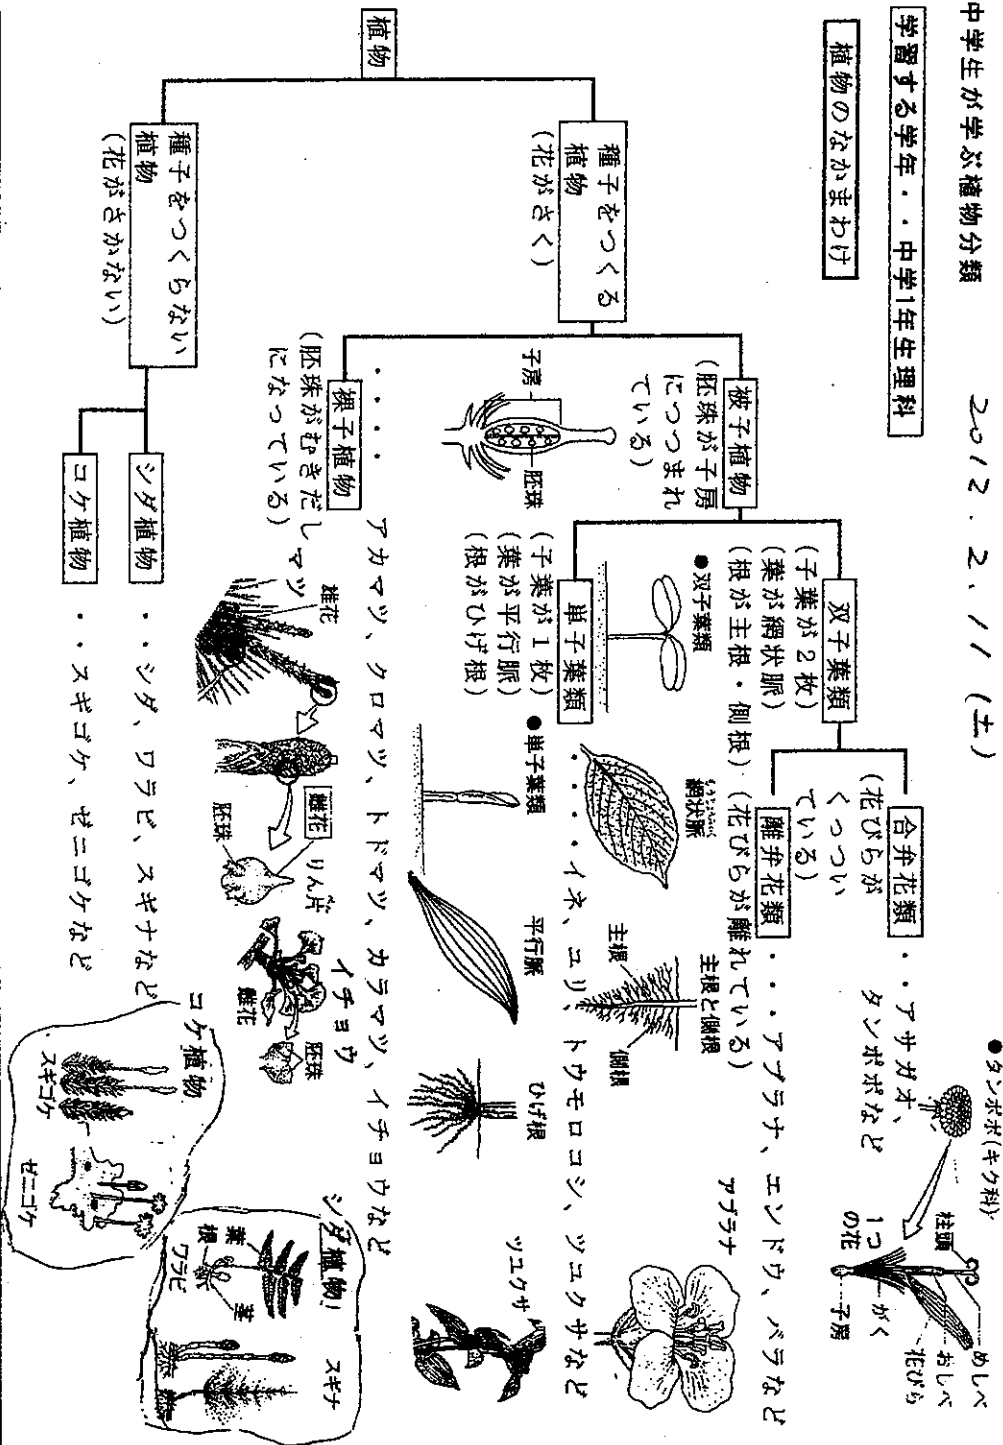 中学生が学ぶ植物分類
2012.2.11(土)
学習する学年・・中学1年生理科
植物のなかまわけ
植物
種子をつくる
植物
(花がさく)
被子植物
(胚珠が子房
につつまれ
ている)
子房
胚珠
双子葉類
(子葉が2枚)
(葉が網状脈)
(根が主根・側根)
●双子葉類
合弁花類
(花びらが
くっつい
ている)
・・アサガオ、
タンポポなど
●タンポポ(キク科)
1つ
の花
柱頭
めしべ
おしべ
花びら
がく
子房
離弁花類
(花びらが離れている)
・・・アブラナ、エンドウ、バラなど
アブラナ
網状脈
主根と側根
主根
側根
単子葉類
(子葉が1枚)
(葉が平行脈)
(根がひげ根)
・・・・イネ、ユリ、トウモロコシ、ツユクサなど
●単子葉類
平行脈
ひげ根
ツユクサ
裸子植物
(胚珠がむきだし
になっている)
・・・・
アカマツ、クロマツ、トドマツ、カラマツ、イチョウなど
マツ
雄花
雌花
りん片
胚珠
イチョウ
雌花
胚珠
種子をつくらない
植物
(花がさかない)
シダ植物
・・シダ、ワラビ、スギナなど
コケ植物
・・スギゴケ、ゼニゴケなど
コケ植物
スギゴケ
ゼニゴケ
シダ植物
葉
根
茎
ワラビ
スギナ